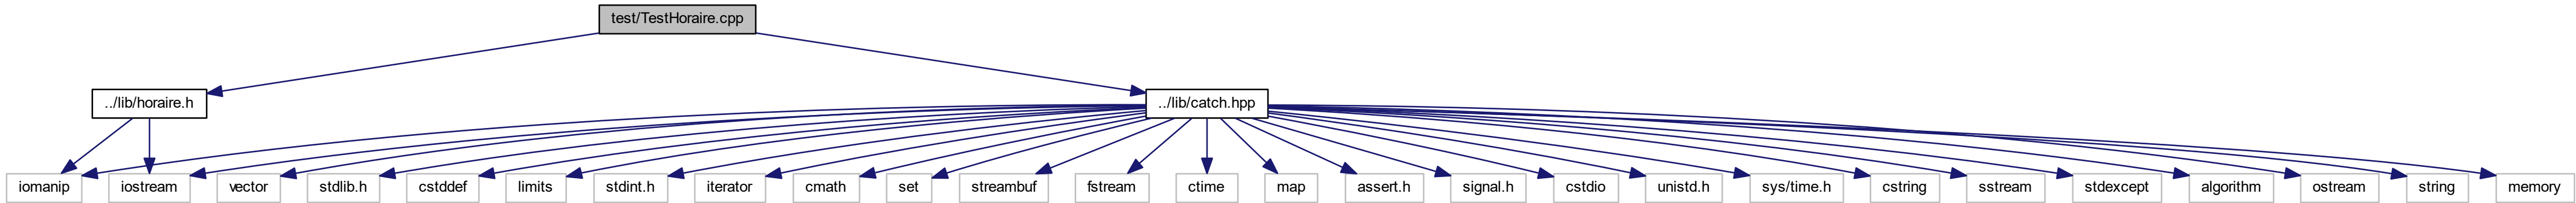 test/TestHoraire.cpp
../lib/horaire.h
../lib/catch.hpp
iomanip
iostream
vector
stdlib.h
cstddef
limits
stdint.h
iterator
cmath
set
streambuf
fstream
ctime
map
assert.h
signal.h
cstdio
unistd.h
sys/time.h
cstring
sstream
stdexcept
algorithm
ostream
string
memory